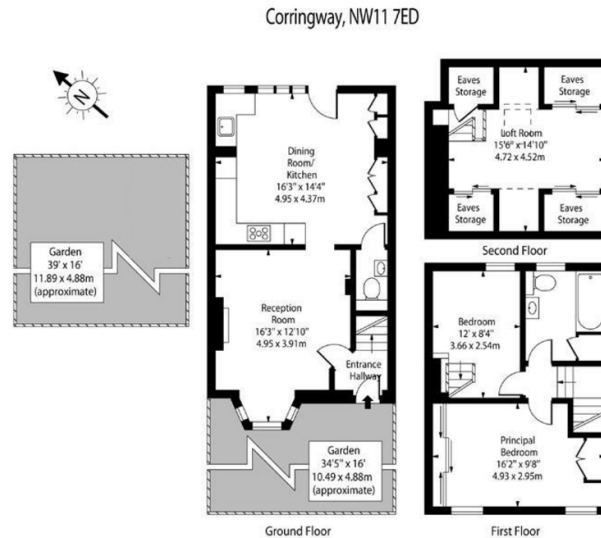 Corringway, NW11 7ED
N
Garden
39' x 16'
11.89 x 4.88m
(approximate)
Dining
Room/
Kitchen
16'3" x 14'4"
4.95 x 4.37m
Reception
Room
16'3" x 12'10"
4.95 x 3.91m
Entrance
Hallway
Garden
34'5" x 16'
10.49 x 4.88m
(approximate)
Ground Floor
Eaves
Storage
Eaves
Storage
Loft Room
15'6" x 14'10"
4.72 x 4.52m
Eaves
Storage
Eaves
Storage
Second Floor
Bedroom
12' x 8'4"
3.66 x 2.54m
Principal
Bedroom
16'2" x 9'8"
4.93 x 2.95m
First Floor